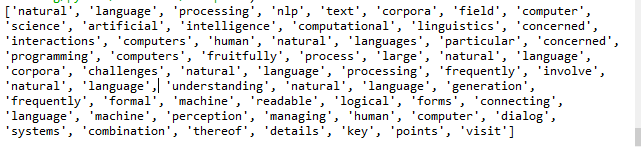 ['natural', 'language', 'processing', 'nlp', 'text', 'corpora', 'field', 'computer',
'science', 'artificial', 'intelligence', 'computational', 'linguistics', 'concerned',
'interactions', 'computers', 'human', 'natural', 'languages', 'particular', 'concerned',
'programming', 'computers', 'fruitfully', 'process', 'large', 'natural', 'language',
'corpora', 'challenges', 'natural', 'language', 'processing', 'frequently', 'involve',
'natural', 'language', 'understanding', 'natural', 'language', 'generation',
'frequently', 'formal', 'machine', 'readable', 'logical', 'forms', 'connecting',
'language', 'machine', 'perception', 'managing', 'human', 'computer', 'dialog',
'systems', 'combination', 'thereof', 'details', 'key', 'points', 'visit']